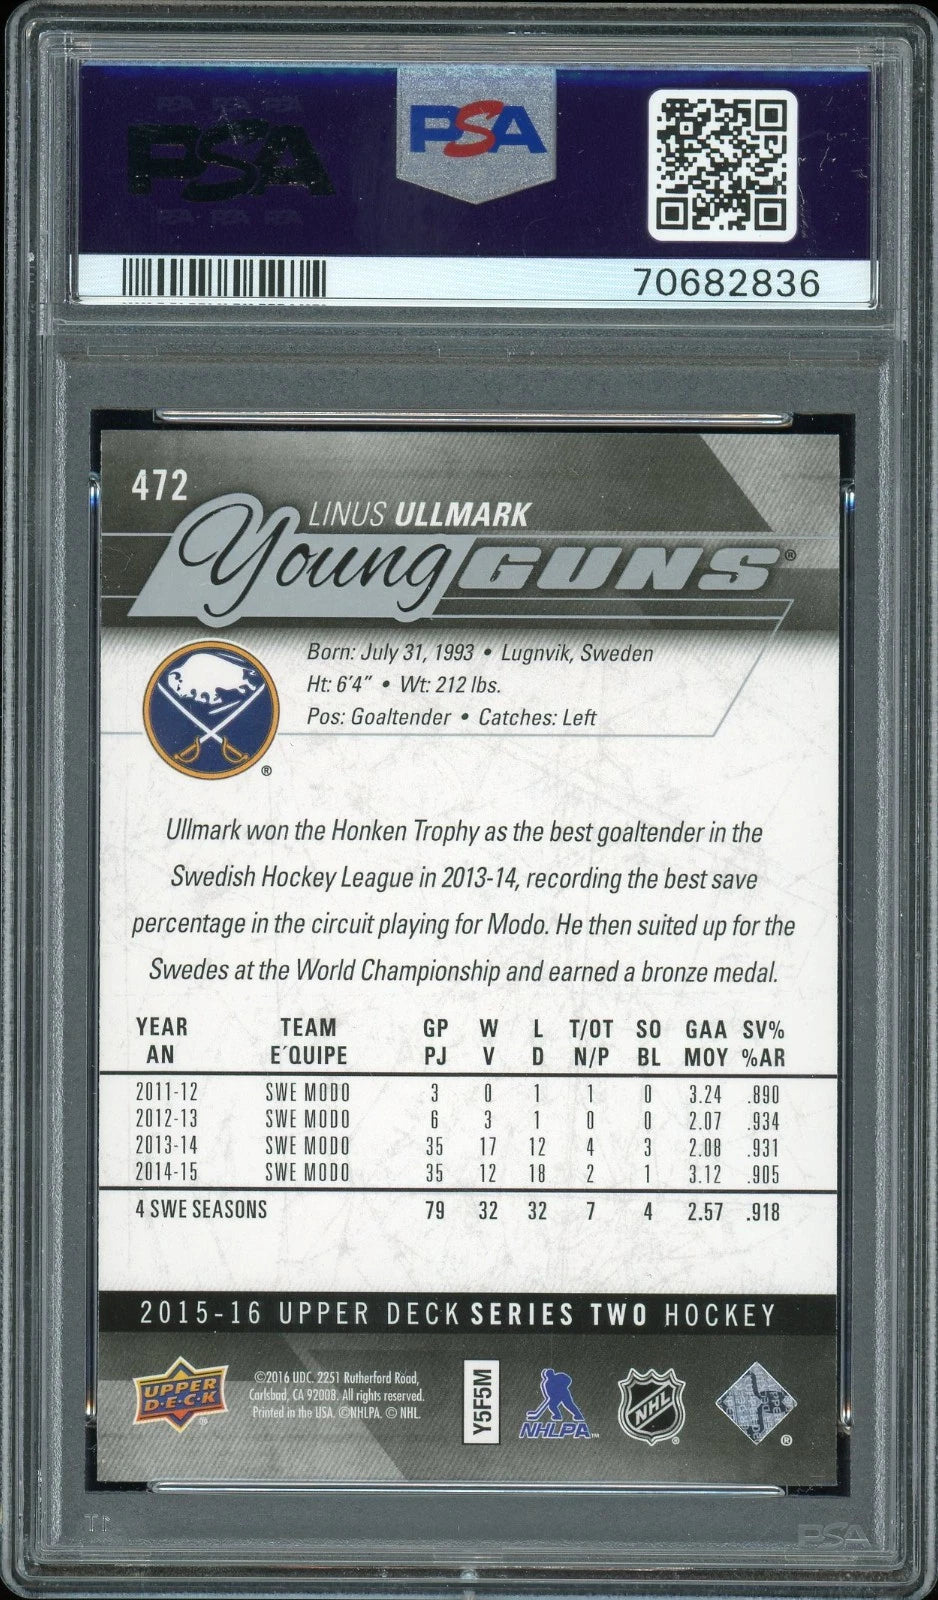 PSA PSA PSA
PSA
PSA PSA PSA
PSA
70682836
472
LINUS ULLMARK
Young GUNS®
Born: July 31, 1993 • Lugnvik, Sweden
Ht: 6'4" • Wt: 212 lbs.
Pos: Goaltender • Catches: Left
®
Ullmark won the Honken Trophy as the best goaltender in the
Swedish Hockey League in 2013-14, recording the best save
percentage in the circuit playing for Modo. He then suited up for the
Swedes at the World Championship and earned a bronze medal.
YEAR TEAM GP W L T/OT SO GAA SV%
AN E´QUIPE PJ V D N/P BL MOY %AR
2011-12 SWE MODO 3 0 1 1 0 3.24 .890
2012-13 SWE MODO 6 3 1 0 0 2.07 .934
2013-14 SWE MODO 35 17 12 4 3 2.08 .931
2014-15 SWE MODO 35 12 18 2 1 3.12 .905
4 SWE SEASONS 79 32 32 7 4 2.57 .918
2015-16 UPPER DECK SERIES TWO HOCKEY
UPPER
DECK
®
©2016 UDC. 2251 Rutherford Road,
Carlsbad, CA 92008. All rights reserved.
Printed in the USA. ©NHLPA. © NHL.
Y5F5M
NHLPA™
NHL
®
®
PSA